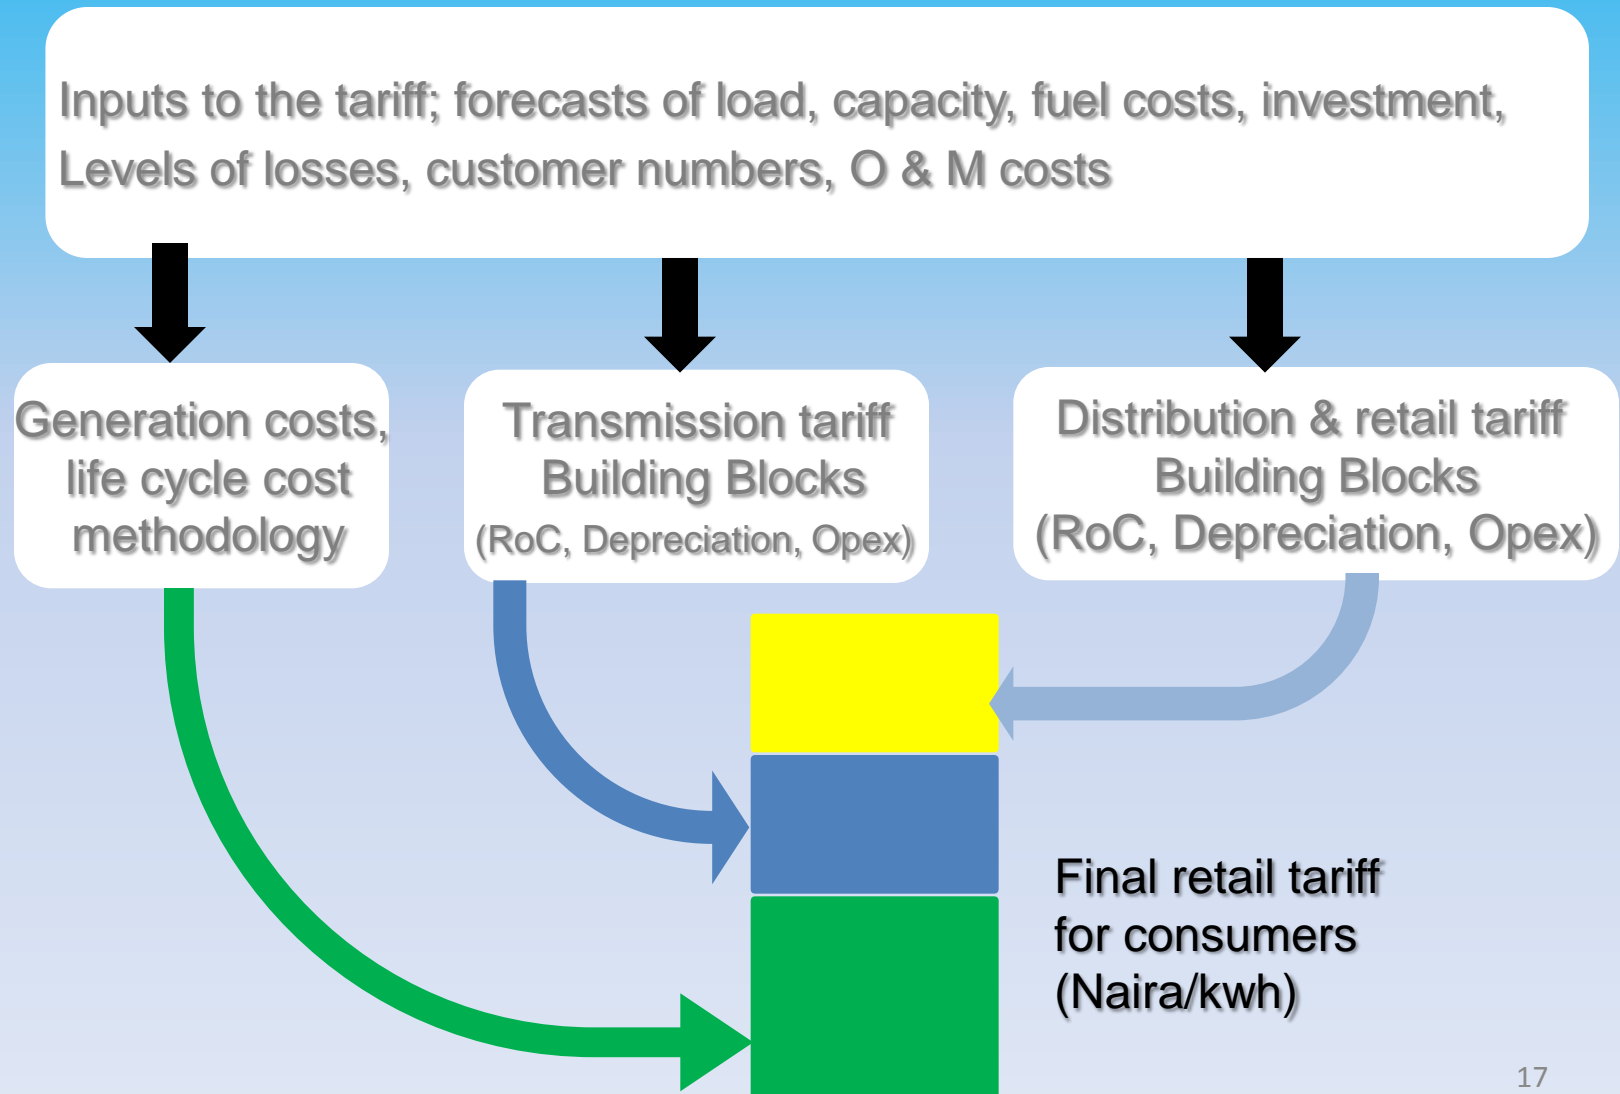 Inputs to the tariff; forecasts of load, capacity, fuel costs, investment,
Levels of losses, customer numbers, O & M costs
Generation costs,
life cycle cost
methodology
Transmission tariff
Building Blocks
(RoC, Depreciation, Opex)
Distribution & retail tariff
Building Blocks
(RoC, Depreciation, Opex)
Final retail tariff
for consumers
(Naira/kwh)
17